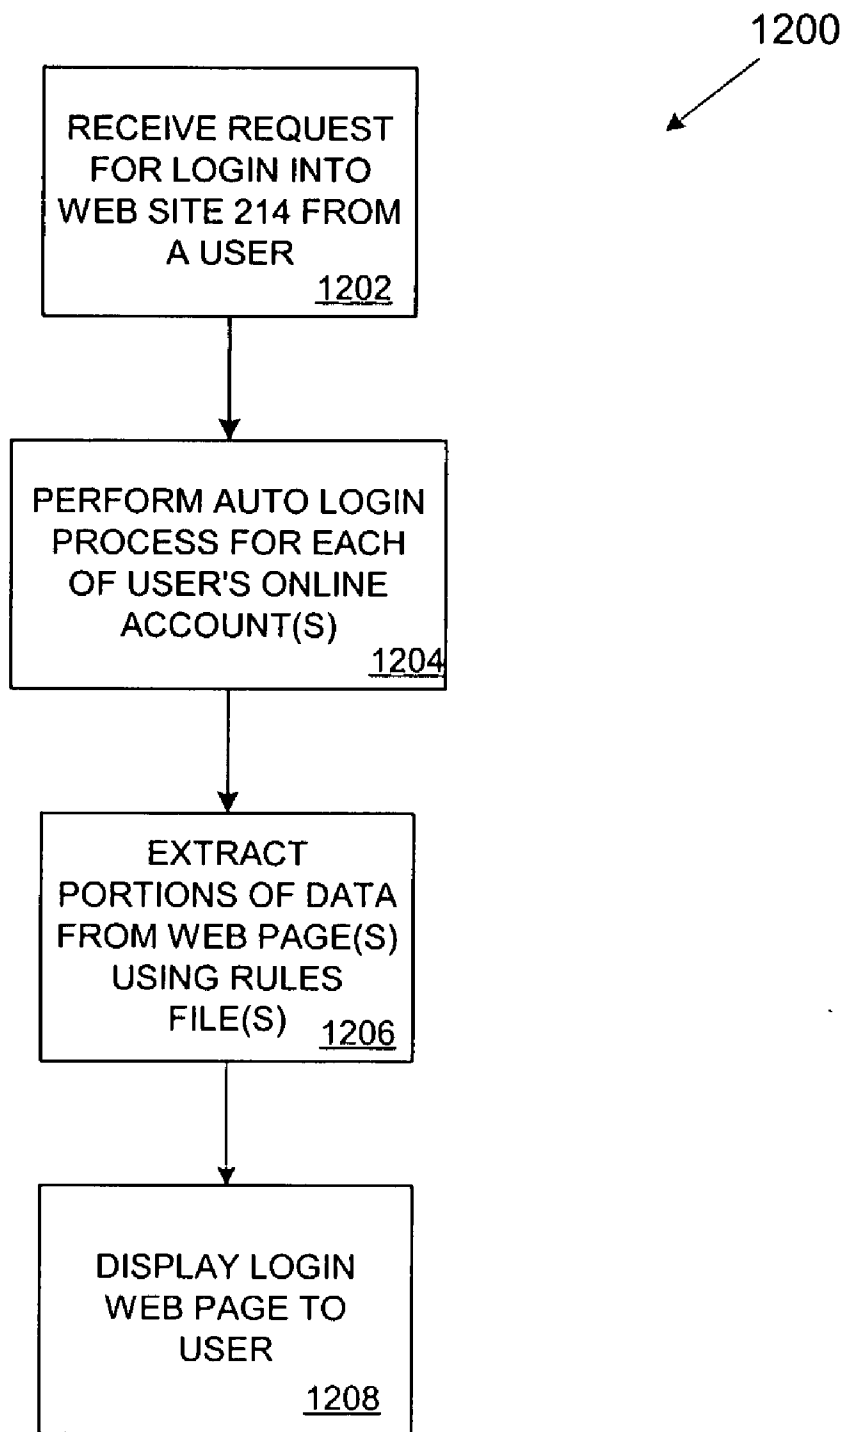 1200
RECEIVE REQUEST
FOR LOGIN INTO
WEB SITE 214 FROM
A USER
1202
PERFORM AUTO LOGIN
PROCESS FOR EACH
OF USER'S ONLINE
ACCOUNT(S)
1204
EXTRACT
PORTIONS OF DATA
FROM WEB PAGE(S)
USING RULES
FILE(S)
1206
DISPLAY LOGIN
WEB PAGE TO
USER
1208